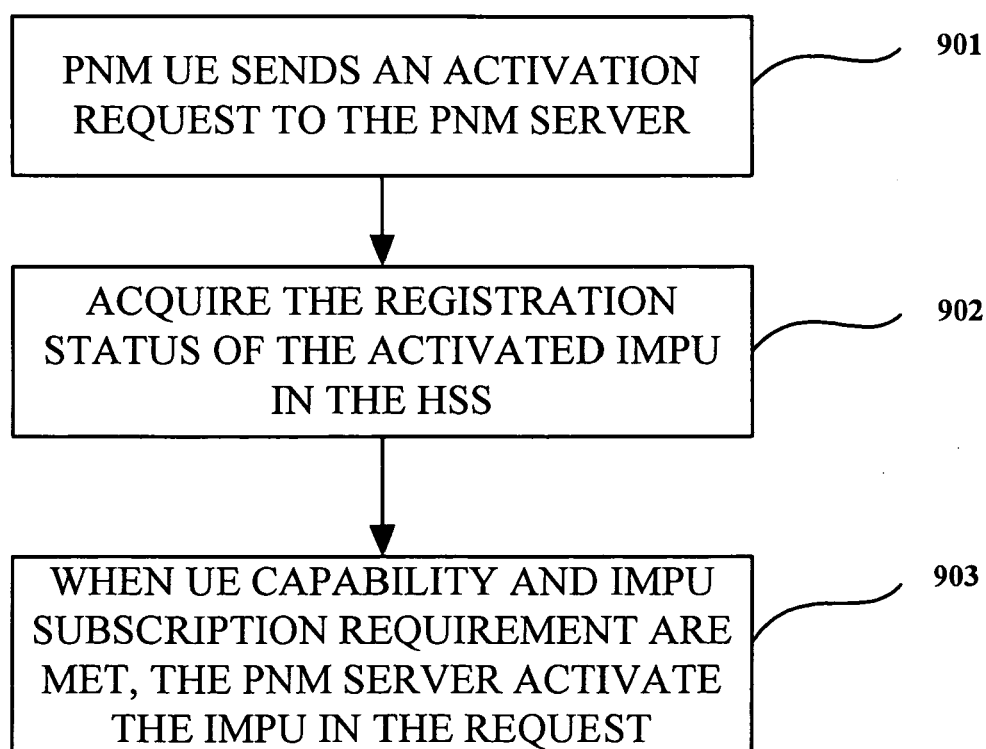 PNM UE SENDS AN ACTIVATION
REQUEST TO THE PNM SERVER
901
ACQUIRE THE REGISTRATION
STATUS OF THE ACTIVATED IMPU
IN THE HSS
902
WHEN UE CAPABILITY AND IMPU
SUBSCRIPTION REQUIREMENT ARE
MET, THE PNM SERVER ACTIVATE
THE IMPU IN THE REQUEST
903